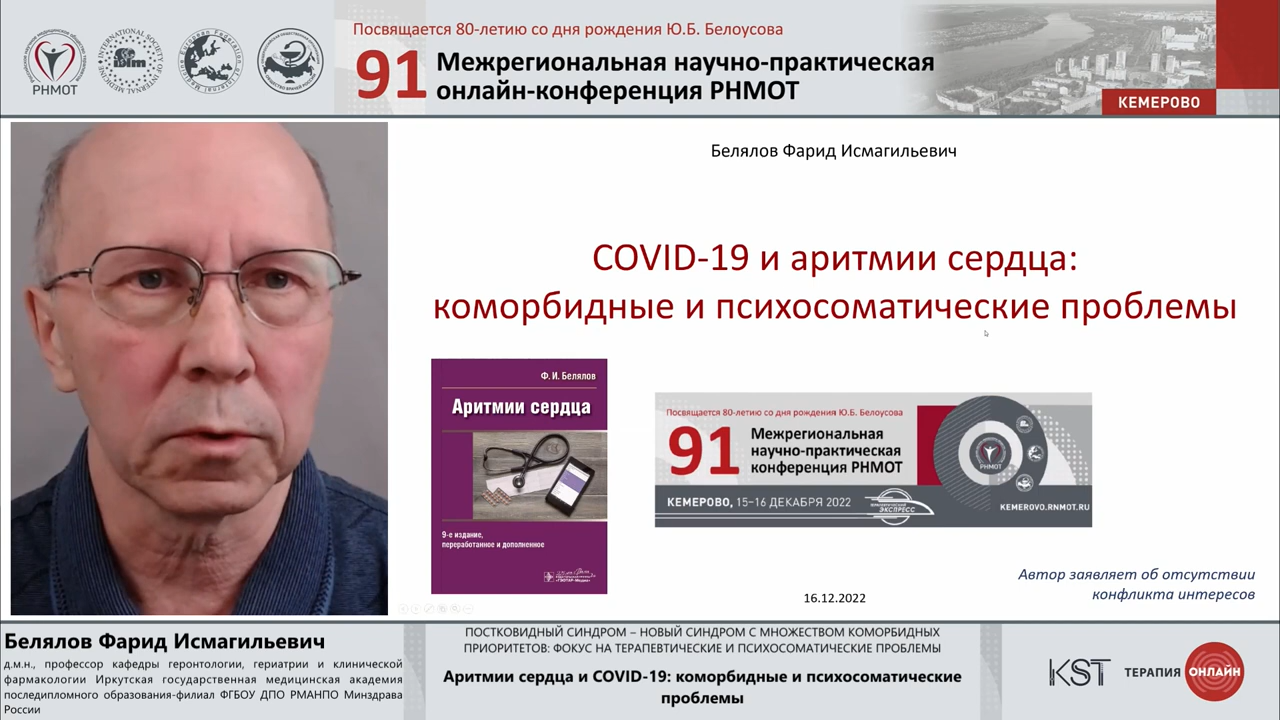 Посвящается 80-летию со дня рождения Ю.Б. Белоусова
91 Межрегиональная научно-практическая
онлайн-конференция РНМОТ
РНМОТ
КЕМЕРОВО
Белялов Фарид Исмагильевич
COVID-19 и аритмии сердца:
коморбидные и психосоматические проблемы
Ф. И. Белялов
Аритмии сердца
9-е издание,
переработанное и дополненное
Посвящается 80-летию со дня рождения Ю.Б. Белоусова
91 Межрегиональная
научно-практическая
конференция РНМОТ
РНМОТ
КЕМЕРОВО, 15–16 ДЕКАБРЯ 2022
ЭКСПРЕСС
KEMEROVO.RNMOT.RU
Автор заявляет об отсутствии
конфликта интересов
16.12.2022
Белялов Фарид Исмагильевич
д.м.н., профессор кафедры геронтологии, гериатрии и клинической
фармакологии Иркутская государственная медицинская академия
последипломного образования-филиал ФГБОУ ДПО РМАНПО Минздрава
России
ПОСТКОВИДНЫЙ СИНДРОМ – НОВЫЙ СИНДРОМ С МНОЖЕСТВОМ КОМОРБИДНЫХ
ПРИОРИТЕТОВ: ФОКУС НА ТЕРАПЕВТИЧЕСКИЕ И ПСИХОСОМАТИЧЕСКИЕ ПРОБЛЕМЫ
Аритмии сердца и COVID-19: коморбидные и психосоматические
проблемы
KST ТЕРАПИЯ ОНЛАЙН